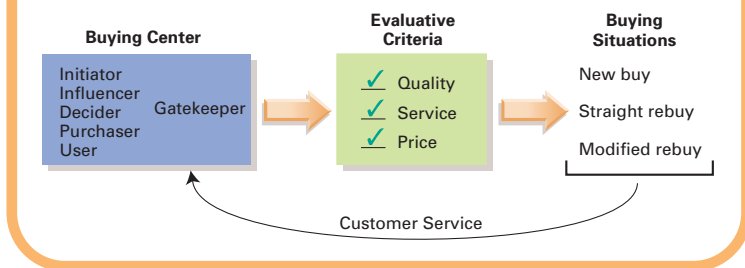 Buying Center
Initiator
Influencer
Decider
Purchaser
User
Gatekeeper
Evaluative
Criteria
✓ Quality
✓ Service
✓ Price
Buying
Situations
New buy
Straight rebuy
Modified rebuy
Customer Service